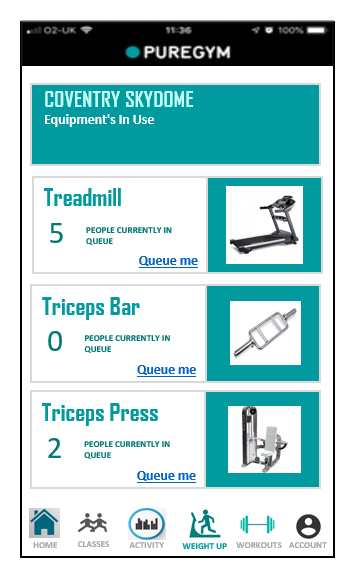 O2-UK 11:36 100%
PUREGYM
COVENTRY SKYDOME
Equipment's In Use
Treadmill
5 PEOPLE CURRENTLY IN
QUEUE
Queue me
Triceps Bar
0 PEOPLE CURRENTLY IN
QUEUE
Queue me
Triceps Press
2 PEOPLE CURRENTLY IN
QUEUE
Queue me
HOME CLASSES ACTIVITY WEIGHT UP WORKOUTS ACCOUNT